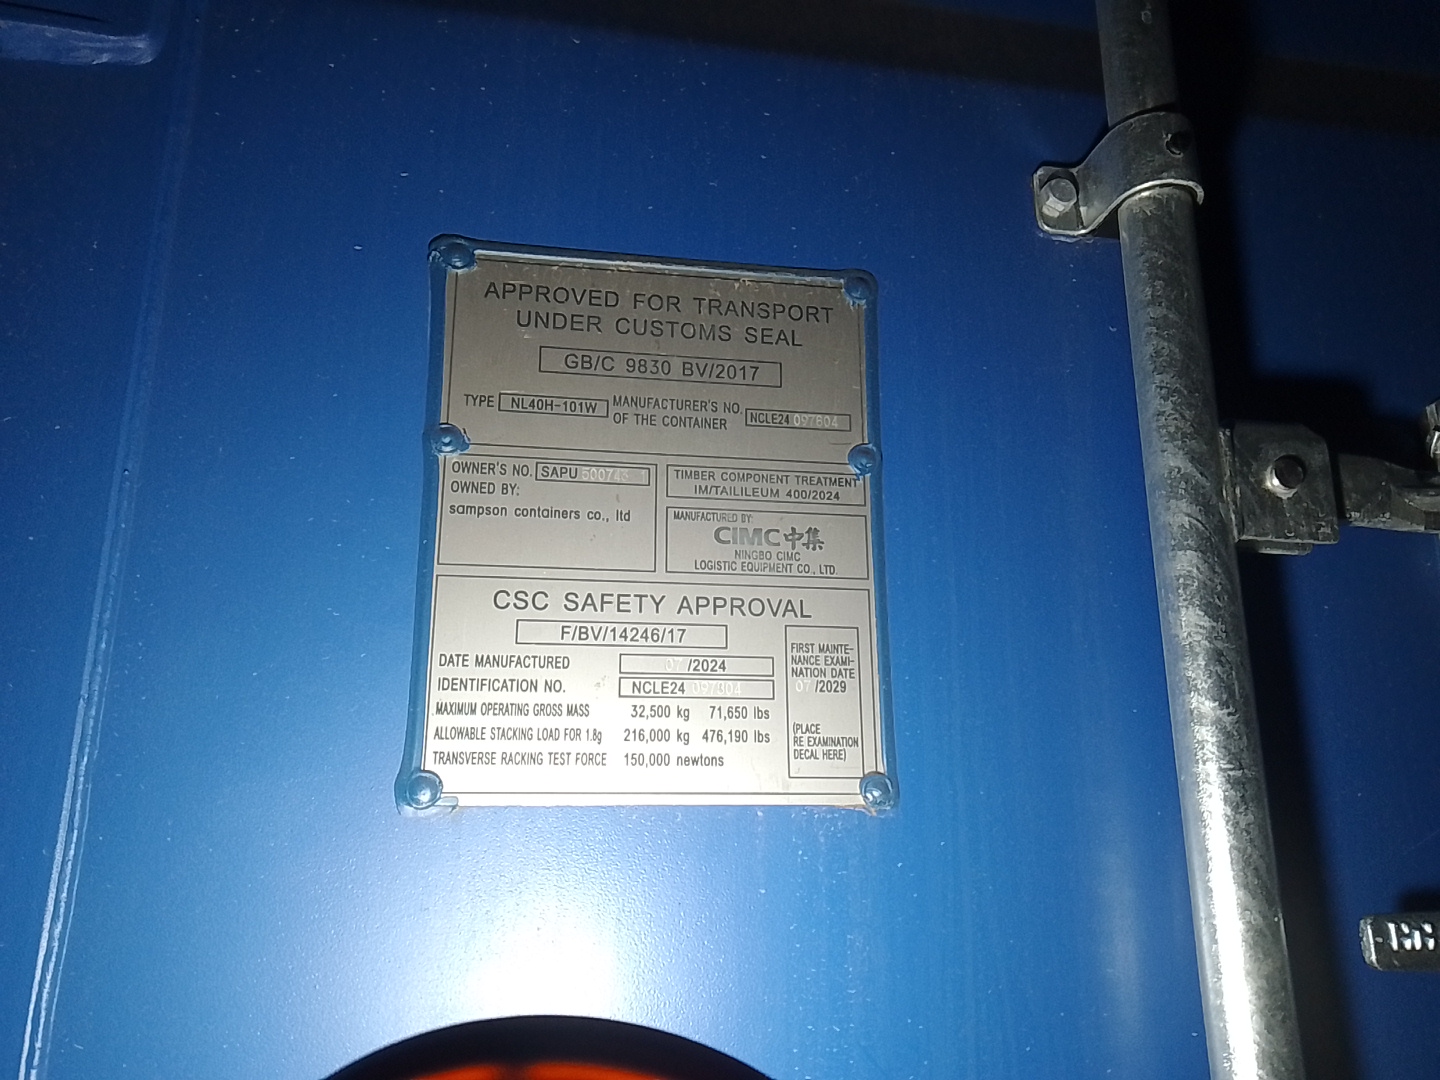 APPROVED FOR TRANSPORT
UNDER CUSTOMS SEAL
GB/C 9830 BV/2017
TYPE NL40H-101W MANUFACTURER'S NO. OF THE CONTAINER NCLE24
OWNER'S NO. SAPU
OWNED BY:
sampson containers co., ltd
TIMBER COMPONENT TREATMENT
IM/TAILILEUM 400/2024
MANUFACTURED BY:
CIMC中集
NINGBO CIMC
LOGISTIC EQUIPMENT CO., LTD.
CSC SAFETY APPROVAL
F/BV/14246/17
DATE MANUFACTURED 07/2024
IDENTIFICATION NO. NCLE24
MAXIMUM OPERATING GROSS MASS 32,500 kg 71,650 lbs
ALLOWABLE STACKING LOAD FOR 1.8g 216,000 kg 476,190 lbs
TRANSVERSE RACKING TEST FORCE 150,000 newtons
FIRST MAINTE-
NANCE EXAMI-
NATION DATE
07/2029
(PLACE
RE EXAMINATION
DECAL HERE)